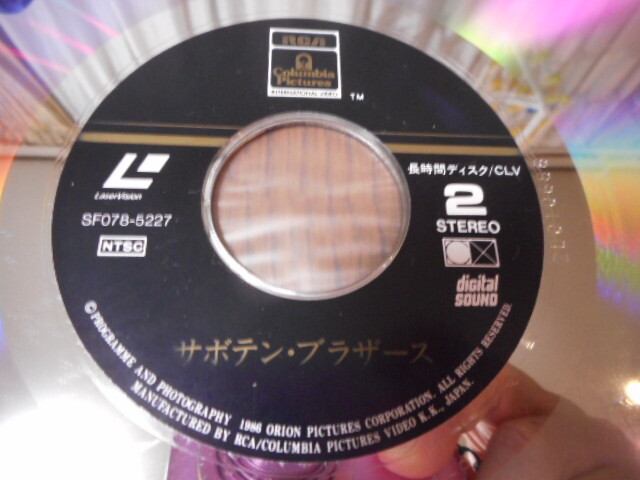 RCA
Columbia
Pictures
INTERNATIONAL VIDEO
TM
LaserVision
SF078-5227
NTSC
長時間ディスク/CLV
2
STEREO
digital
SOUND
サボテン・ブラザース
© PROGRAMME AND PHOTOGRAPHY 1986 ORION PICTURES CORPORATION. ALL RIGHTS RESERVED.
MANUFACTURED BY RCA/COLUMBIA PICTURES VIDEO K.K., JAPAN.